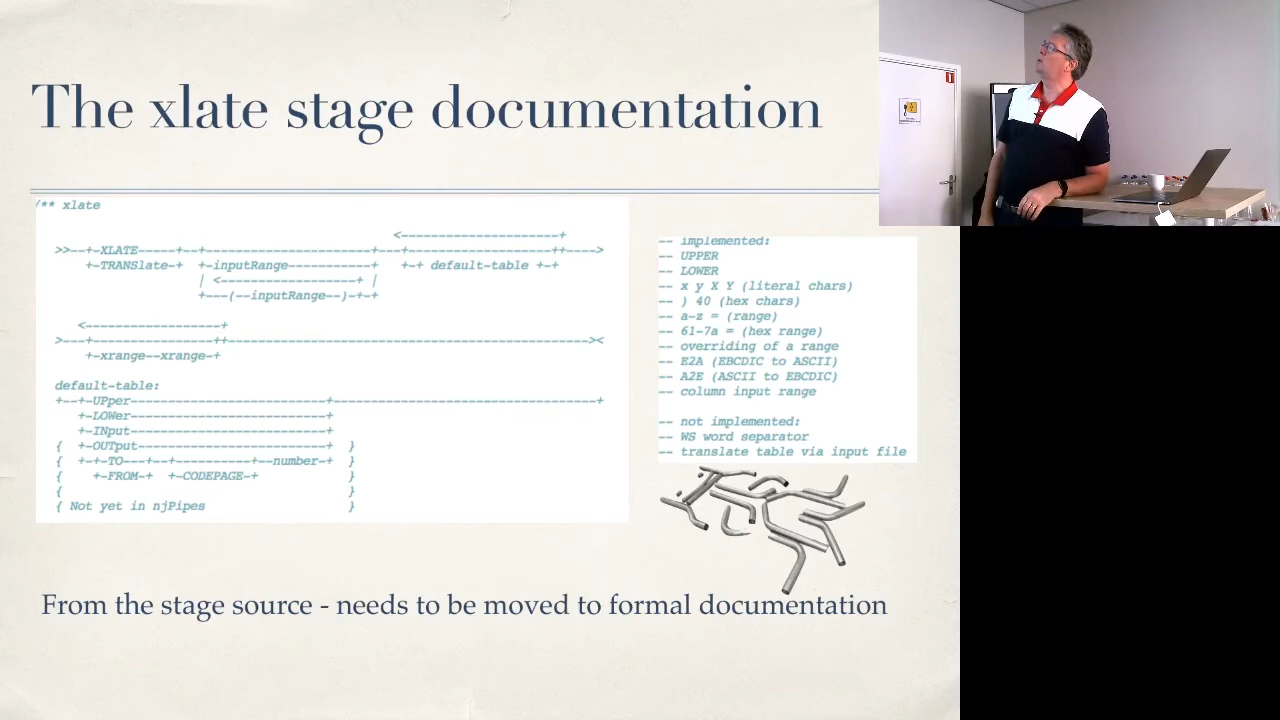 The xlate stage documentation
/** xlate
<---------------------+
>>--+-XLATE-----+--+-----------------------+---+--------------------++---->
+-TRANSlate-+ +-inputRange-----------+ +-+ default-table +-+
| <-------------------+ |
+---(--inputRange--)-+-+
<------------------+
>---+----------------++------------------------------------------------><
+-xrange--xrange-+
default-table:
+--+-UPper------------------------------+-----------------------------------+
+-LOWer------------------------------+
+-INput------------------------------+
{ +-OUTput-----------------------------+ }
{ +-+-TO---+--+----------+--number-+ }
{ +-FROM-+ +-CODEPAGE-+ }
{ }
{ Not yet in njPipes }
-- implemented:
-- UPPER
-- LOWER
-- x y X Y (literal chars)
-- ) 40 (hex chars)
-- a-z = (range)
-- 61-7a = (hex range)
-- overriding of a range
-- E2A (EBCDIC to ASCII)
-- A2E (ASCII to EBCDIC)
-- column input range
-- not implemented:
-- WS word separator
-- translate table via input file
From the stage source - needs to be moved to formal documentation